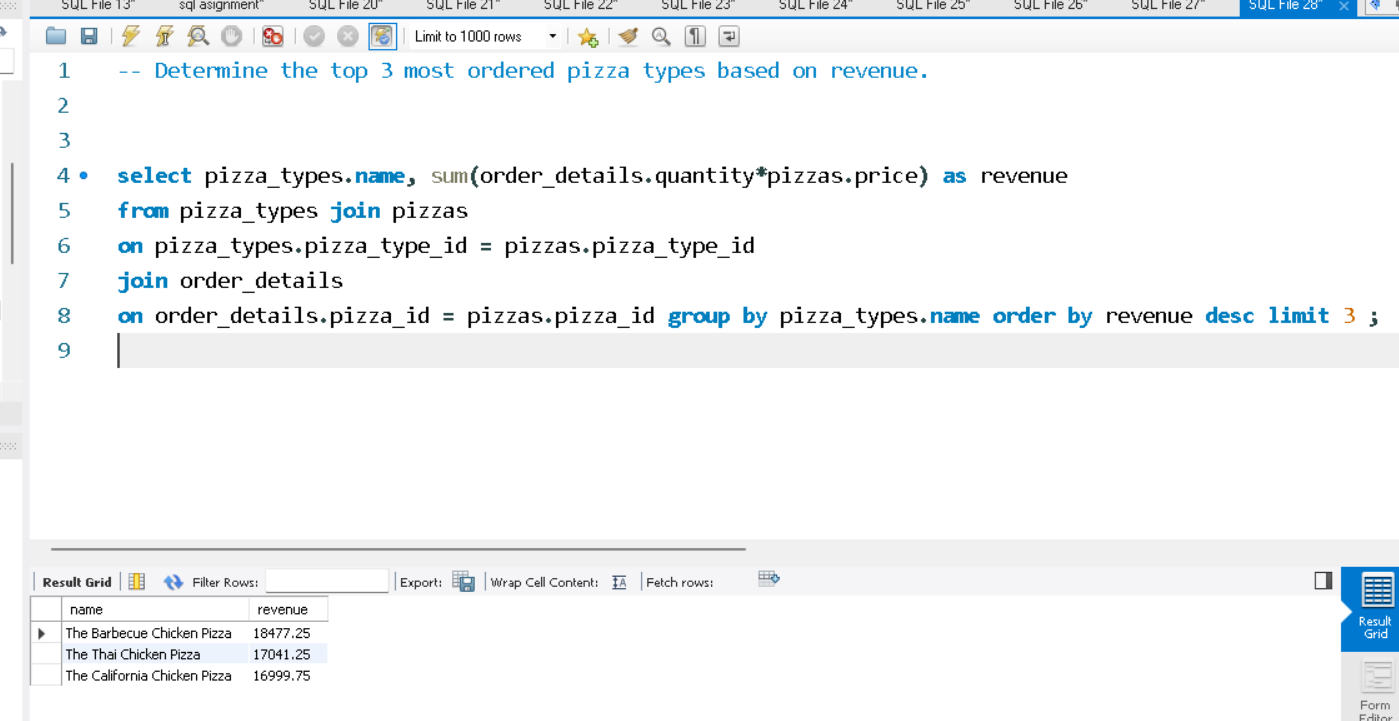 SQL File 13* sql asignment* SQL File 20* SQL File 21* SQL File 22* SQL File 23* SQL File 24* SQL File 25* SQL File 26* SQL File 27* SQL File 28*
Limit to 1000 rows
1 -- Determine the top 3 most ordered pizza types based on revenue.
2
3
4 select pizza_types.name, sum(order_details.quantity*pizzas.price) as revenue
5 from pizza_types join pizzas
6 on pizza_types.pizza_type_id = pizzas.pizza_type_id
7 join order_details
8 on order_details.pizza_id = pizzas.pizza_id group by pizza_types.name order by revenue desc limit 3 ;
9
Result Grid Filter Rows: Export: Wrap Cell Content: Fetch rows:
name revenue
The Barbecue Chicken Pizza 18477.25
The Thai Chicken Pizza 17041.25
The California Chicken Pizza 16999.75
Result
Grid
Form
Editor